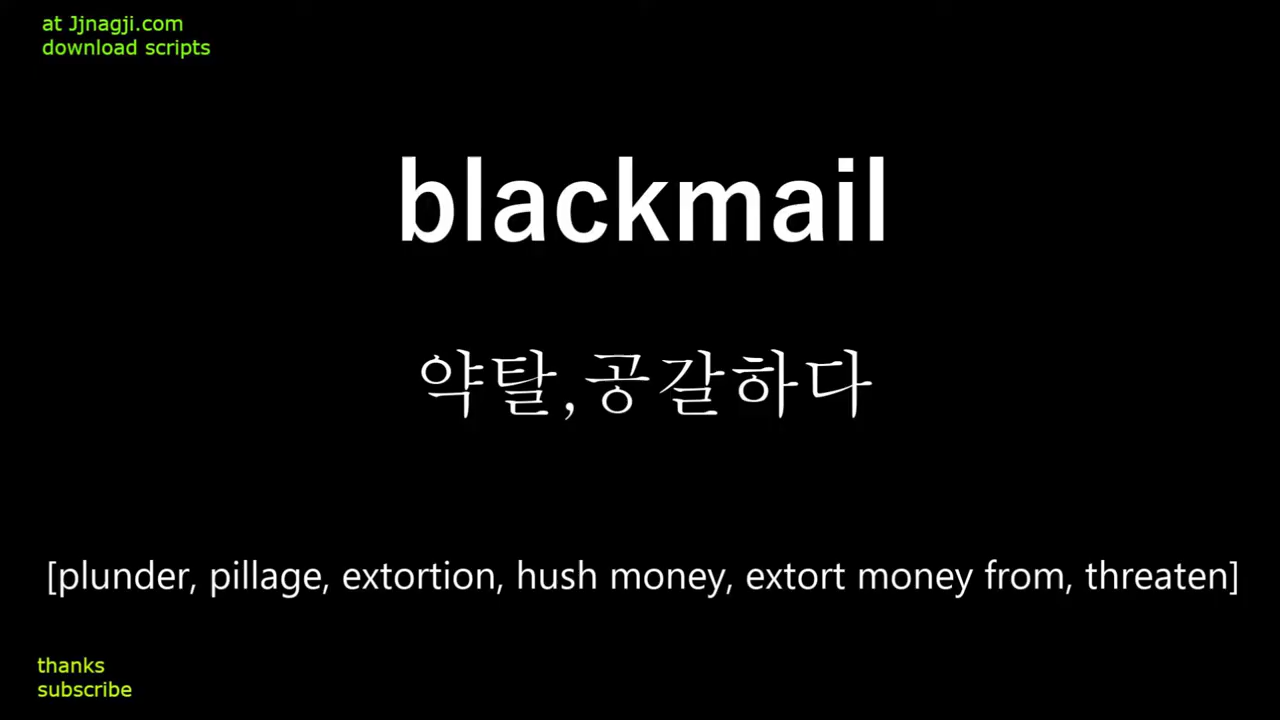 at Jjnagji.com
download scripts
blackmail
약탈,공갈하다
[plunder, pillage, extortion, hush money, extort money from, threaten]
thanks
subscribe